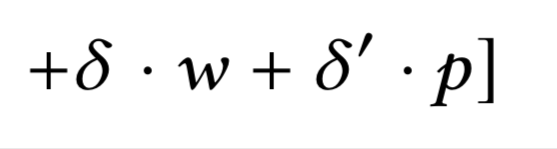 +δ · w + δ′ · p]